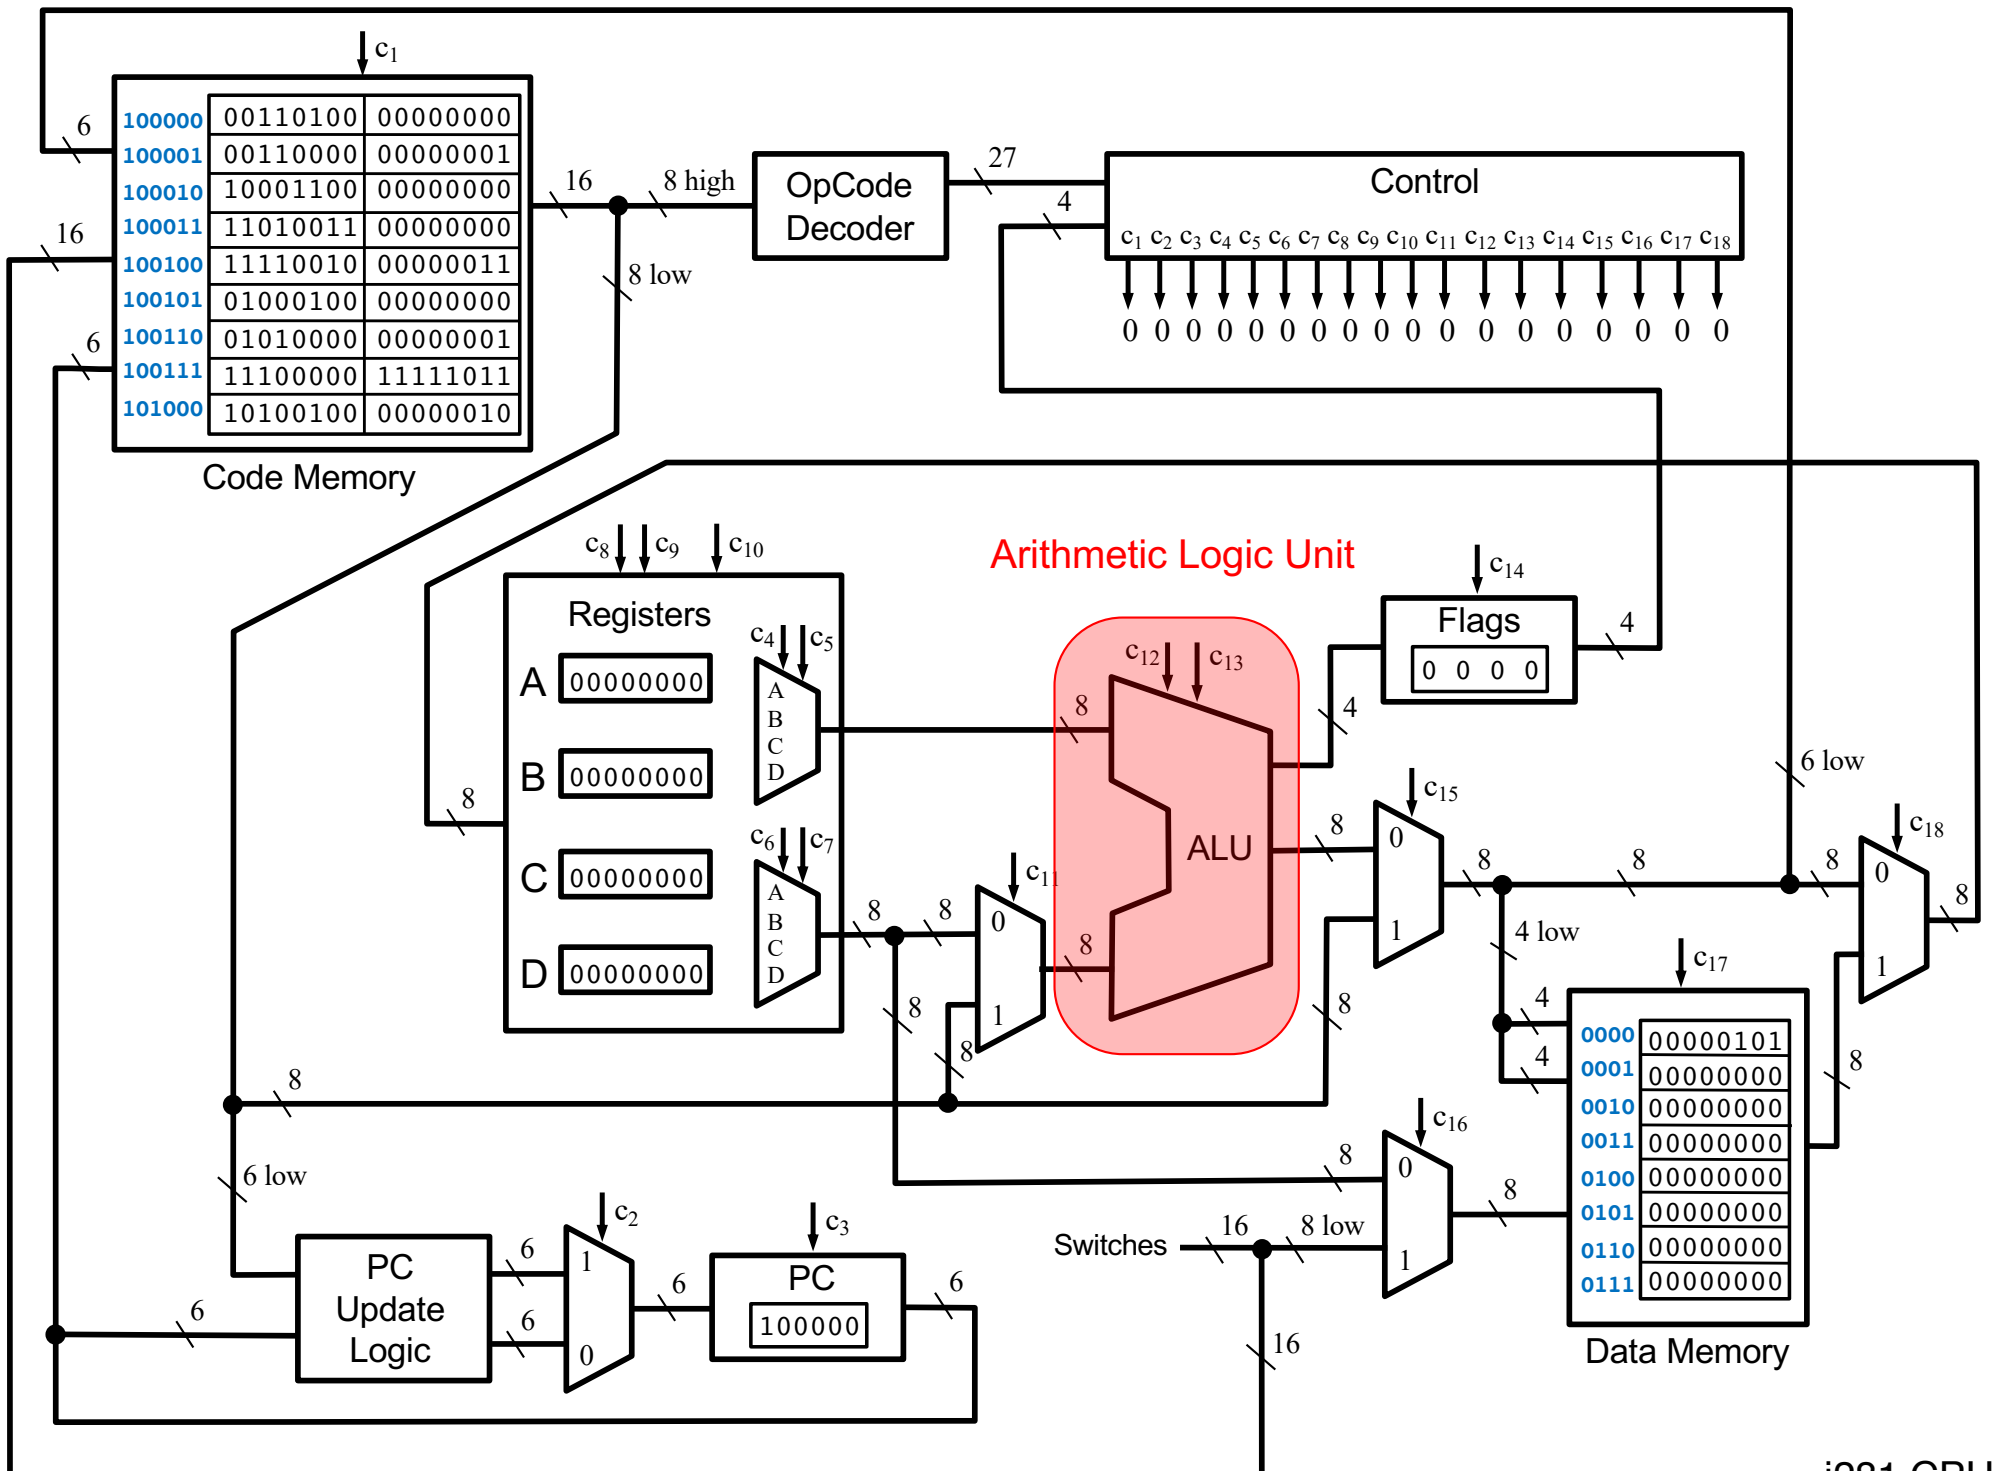 c1
6
100000 00110100 00000000
100001 00110000 00000001
100010 10001100 00000000
100011 11010011 00000000
100100 11110010 00000011
100101 01000100 00000000
100110 01010000 00000001
100111 11100000 11111011
101000 10100100 00000010
16
6
Code Memory
16
8 high
8 low
OpCode
Decoder
27
4
Control
c1 c2 c3 c4 c5 c6 c7 c8 c9 c10 c11 c12 c13 c14 c15 c16 c17 c18
0 0 0 0 0 0 0 0 0 0 0 0 0 0 0 0 0 0
c8 c9 c10
Registers
A 00000000
B 00000000
C 00000000
D 00000000
c4 c5
A
B
C
D
c6 c7
A
B
C
D
8
Arithmetic Logic Unit
c12 c13
8
8
ALU
c11
0
1
8
8
8
8
8
c14
Flags
0 0 0 0
4
4
c15
0
1
8
8
8
8
8
6 low
4 low
c18
0
1
8
c17
4
4
0000 00000101
0001 00000000
0010 00000000
0011 00000000
0100 00000000
0101 00000000
0110 00000000
0111 00000000
8
Data Memory
c16
0
1
8
8
Switches
16
8 low
16
8
6 low
PC
Update
Logic
6
6
6
c2
1
0
6
c3
PC
100000
6